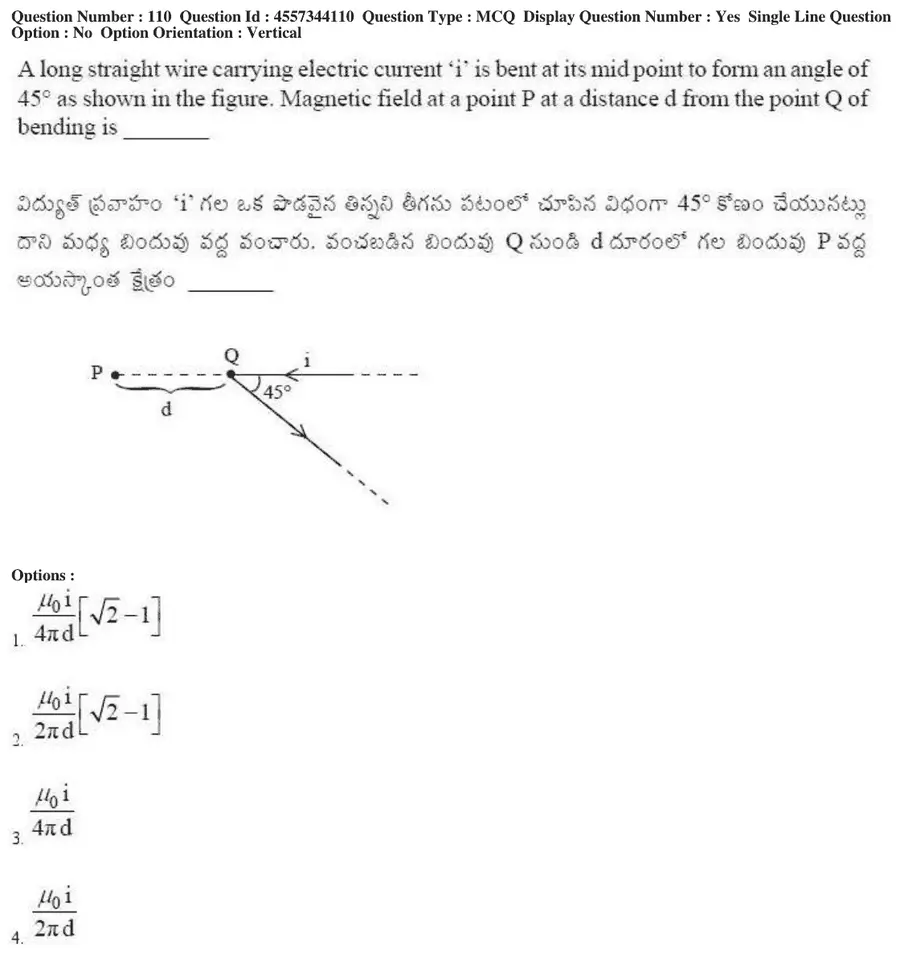 Question Number : 110 Question Id : 4557344110 Question Type : MCQ Display Question Number : Yes Single Line Question
Option : No Option Orientation : Vertical
A long straight wire carrying electric current ‘i’ is bent at its mid point to form an angle of
45° as shown in the figure. Magnetic field at a point P at a distance d from the point Q of
bending is ________
విద్యుత్ ప్రవాహం ‘i’ గల ఒక పొడవైన తిన్నని తీగను పటంలో చూపిన విధంగా 45° కోణం చేయునట్లు
దాని మధ్య బిందువు వద్ద వంచారు. వంచబడిన బిందువు Q నుండి d దూరంలో గల బిందువు P వద్ద
అయస్కాంత క్షేత్రం ________
P Q i
45°
d
Options :
1. μ₀i/4πd [√2 − 1]
2. μ₀i/2πd [√2 − 1]
3. μ₀i/4πd
4. μ₀i/2πd